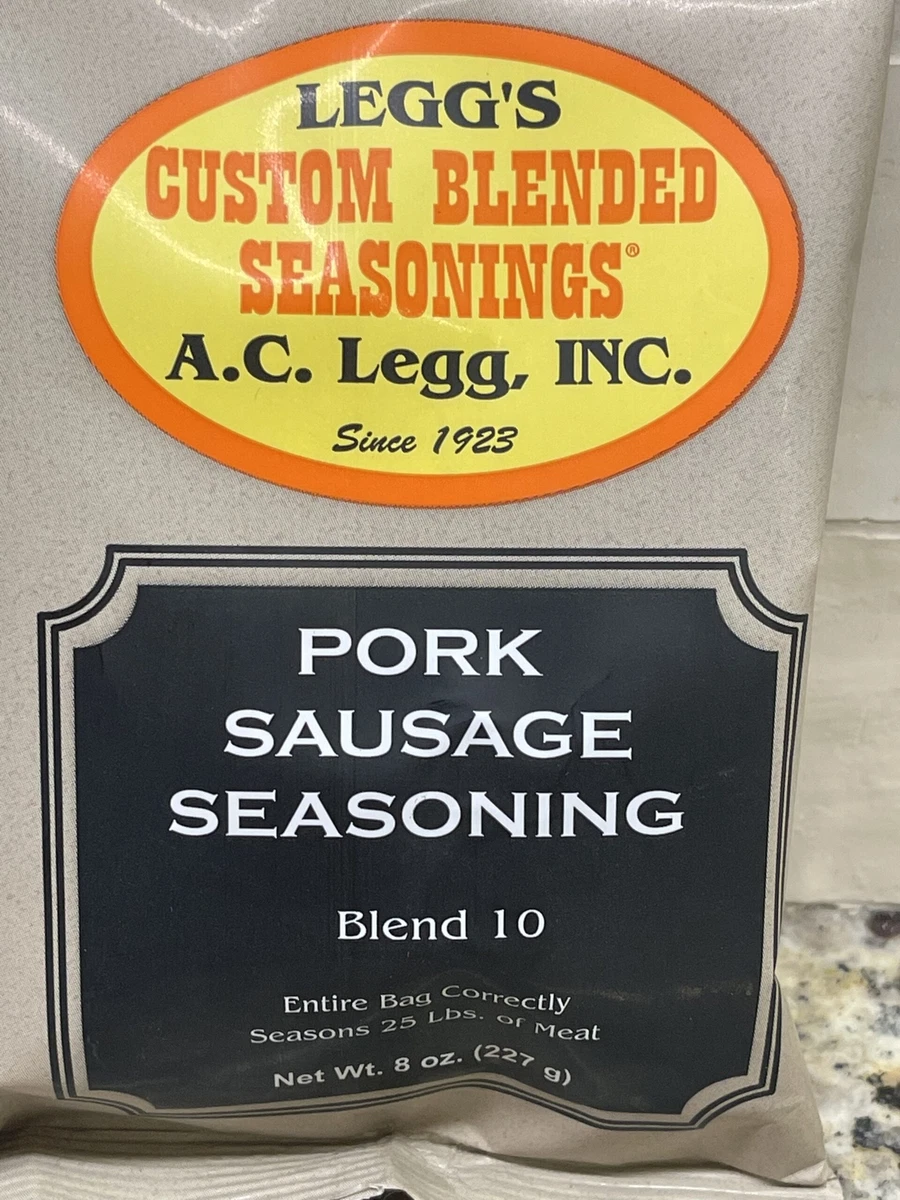 LEGG'S
CUSTOM BLENDED
SEASONINGS®
A.C. Legg, INC.
Since 1923
PORK
SAUSAGE
SEASONING
Blend 10
Entire Bag Correctly
Seasons 25 Lbs. of Meat
Net Wt. 8 oz. (227 g)